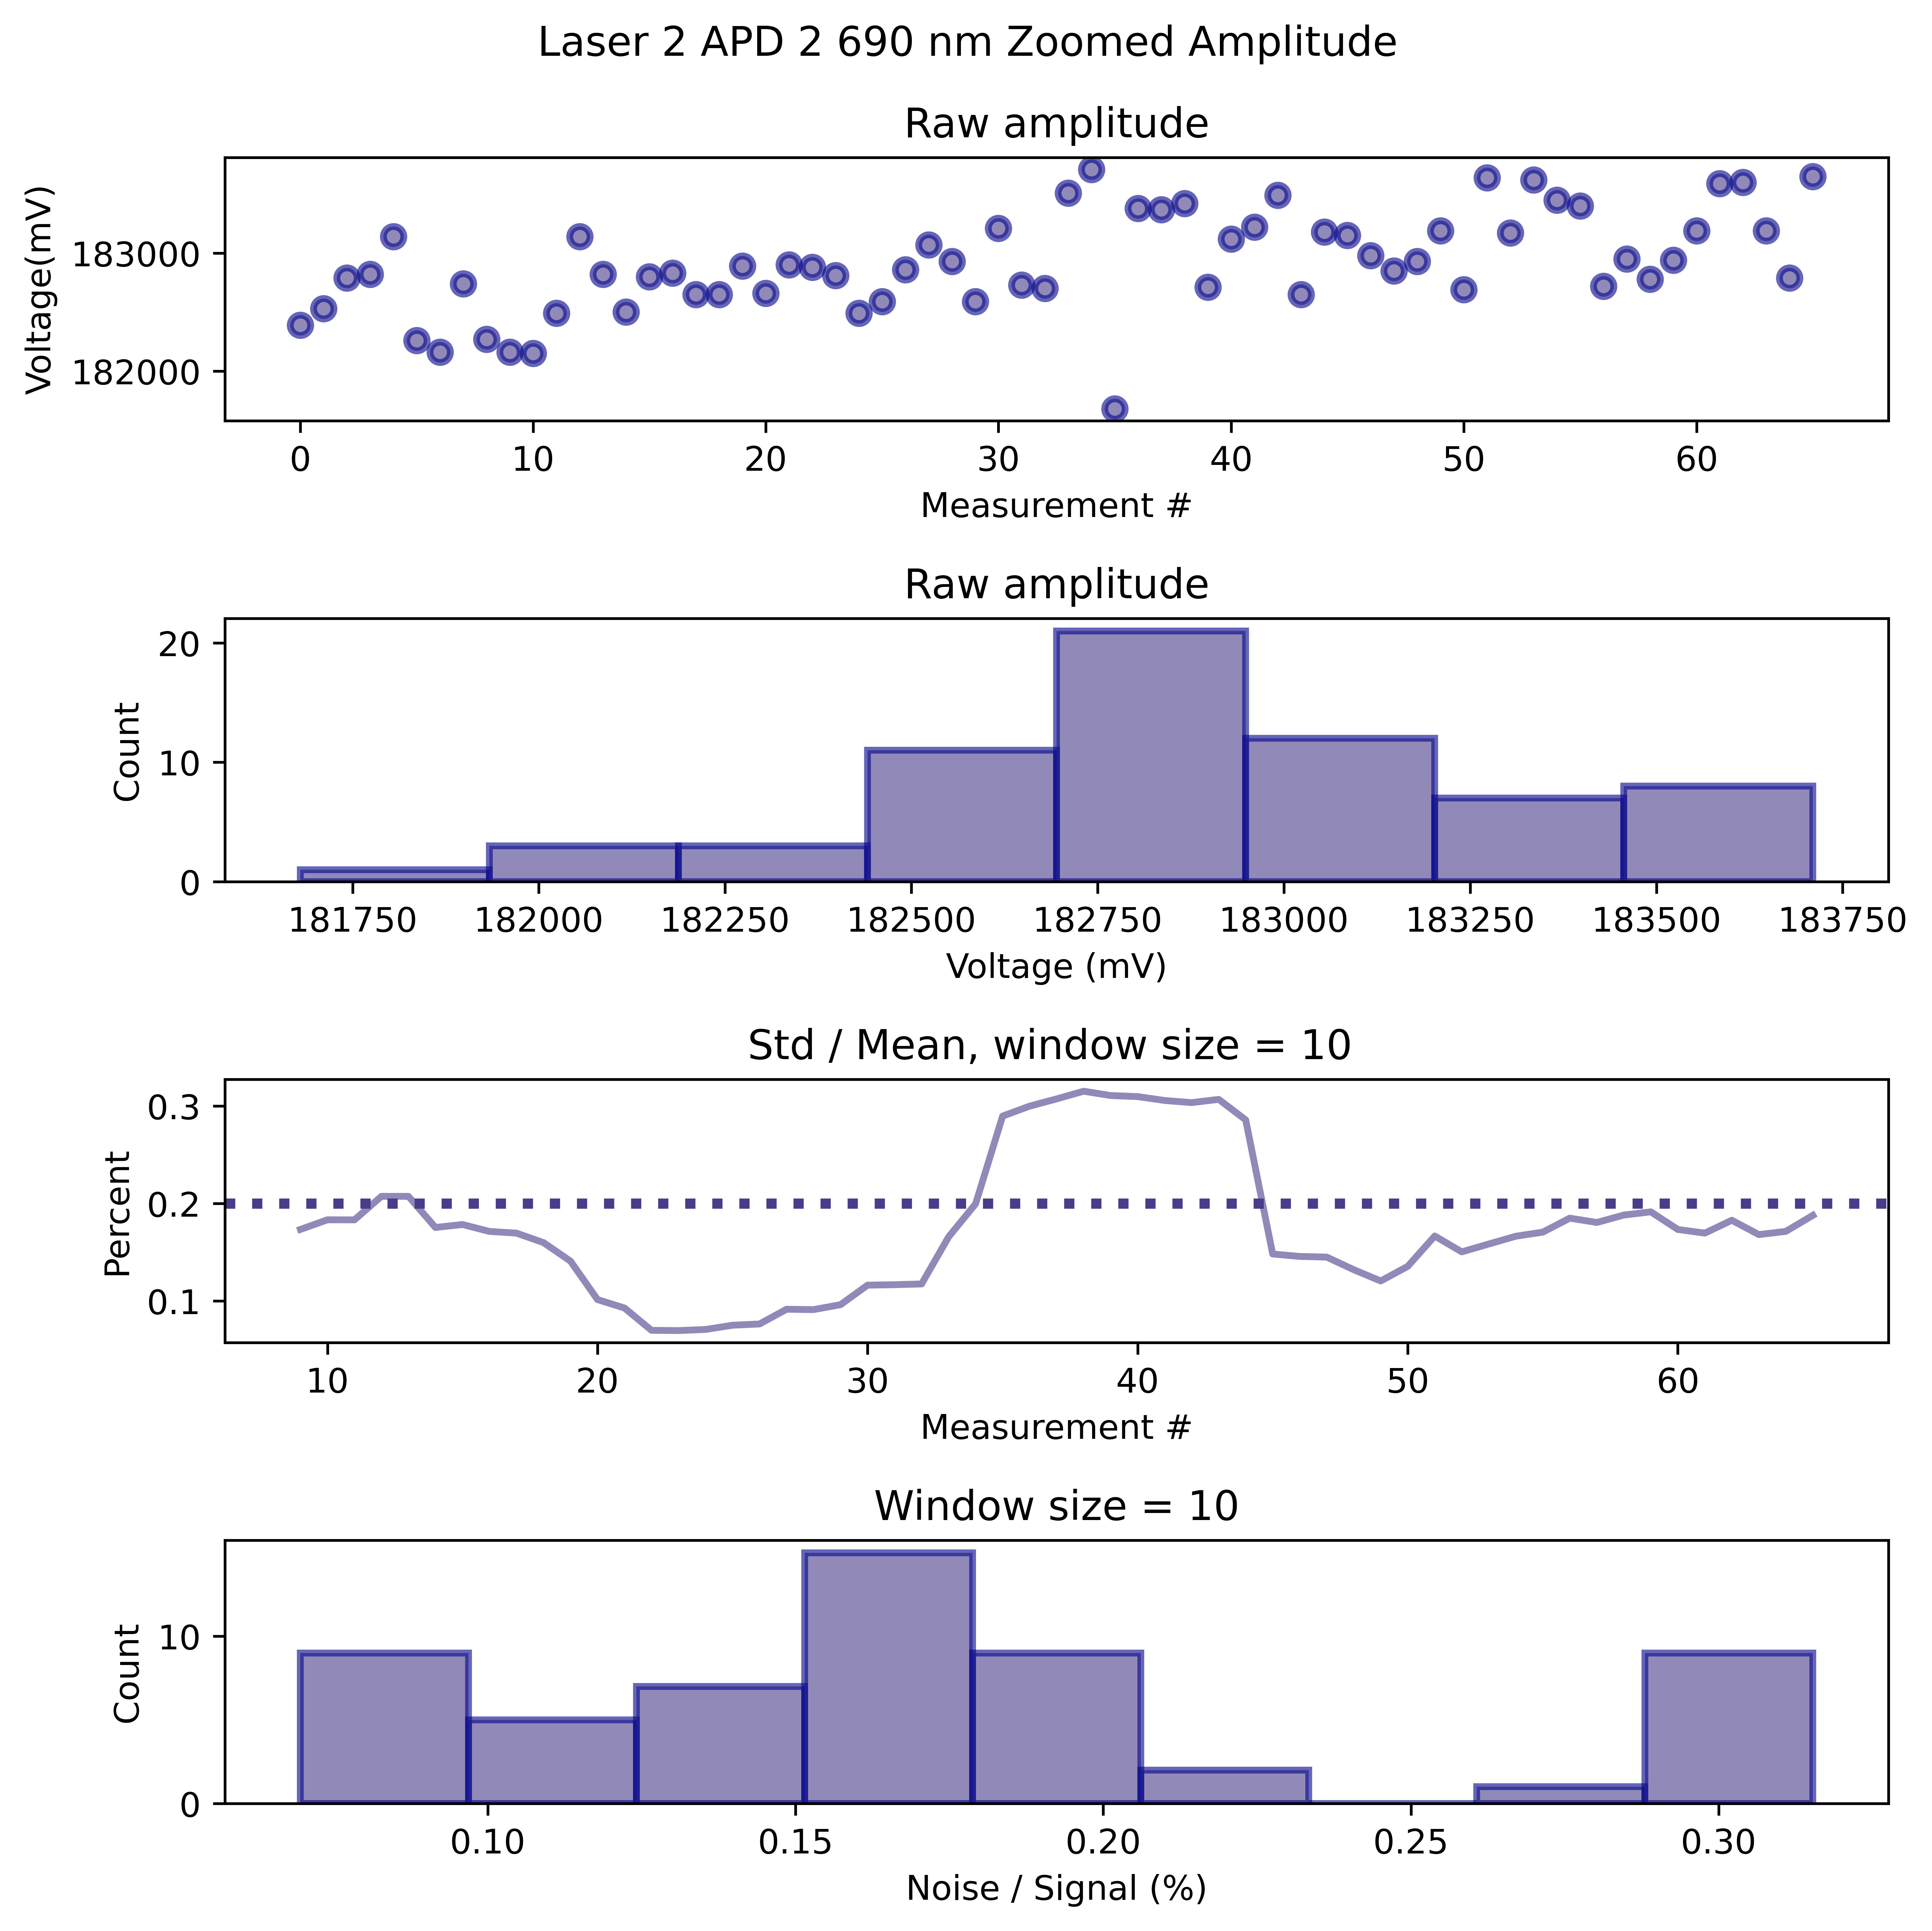 Laser 2 APD 2 690 nm Zoomed Amplitude
Raw amplitude
Voltage(mV)
183000
182000
0 10 20 30 40 50 60
Measurement #
Raw amplitude
Count
20
10
0
181750 182000 182250 182500 182750 183000 183250 183500 183750
Voltage (mV)
Std / Mean, window size = 10
Percent
0.3
0.2
0.1
10 20 30 40 50 60
Measurement #
Window size = 10
Count
10
0
0.10 0.15 0.20 0.25 0.30
Noise / Signal (%)